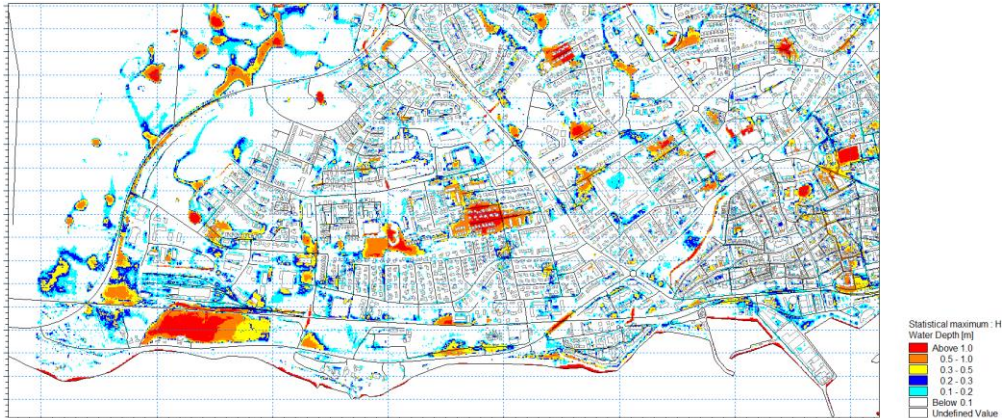 Statistical maximum : H
Water Depth [m]
Above 1.0
0.5 - 1.0
0.3 - 0.5
0.2 - 0.3
0.1 - 0.2
Below 0.1
Undefined Value